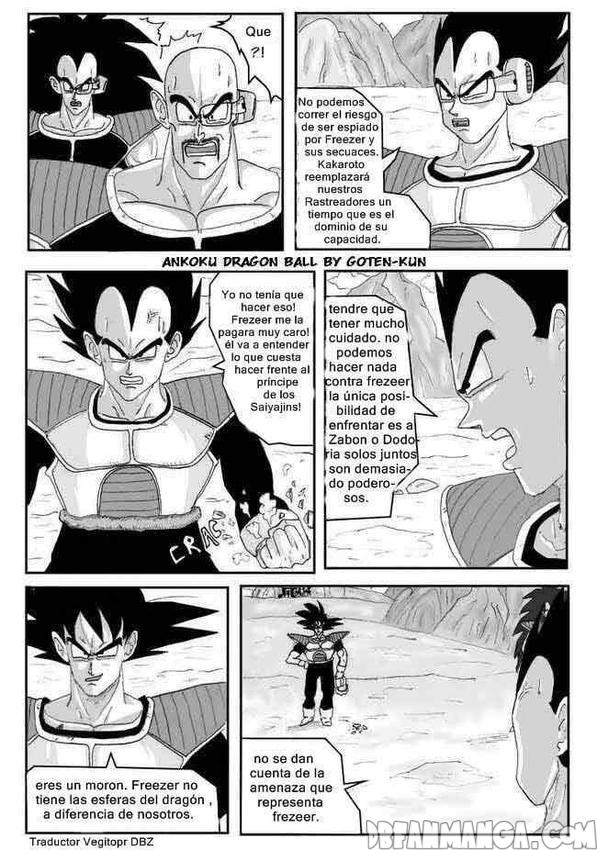 Que
?!
No podemos
correr el riesgo
de ser espiado
por Freezer y
sus secuaces.
Kakaroto
reemplazará
nuestros
Rastreadores un
tiempo que es el
dominio de su
capacidad.
ANKOKU DRAGON BALL BY GOTEN-KUN
Yo no tenía que
hacer eso!
Frezeer me la
pagara muy caro!
él va a entender
lo que cuesta
hacer frente al
príncipe
de los
Saiyajins!
CRAC
tendre que
tener mucho
cuidado. no
podemos
hacer nada
contra frezeer
la única posi-
bilidad de
enfrentar es a
Zabon o Dodo-
ria solos juntos
son demasia-
do podero-
sos.
eres un moron. Freezer no
tiene las esferas del dragón ,
a diferencia de nosotros.
no se dan
cuenta de la
amenaza que
representa
frezeer.
Traductor Vegitopr DBZ
DBFANMANGA.COM